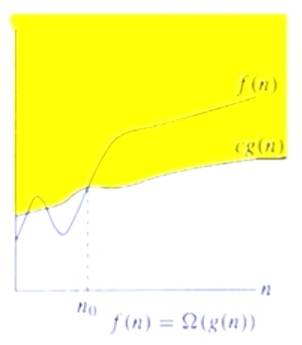 f(n)
cg(n)
n
n₀
f(n) = Ω(g(n))